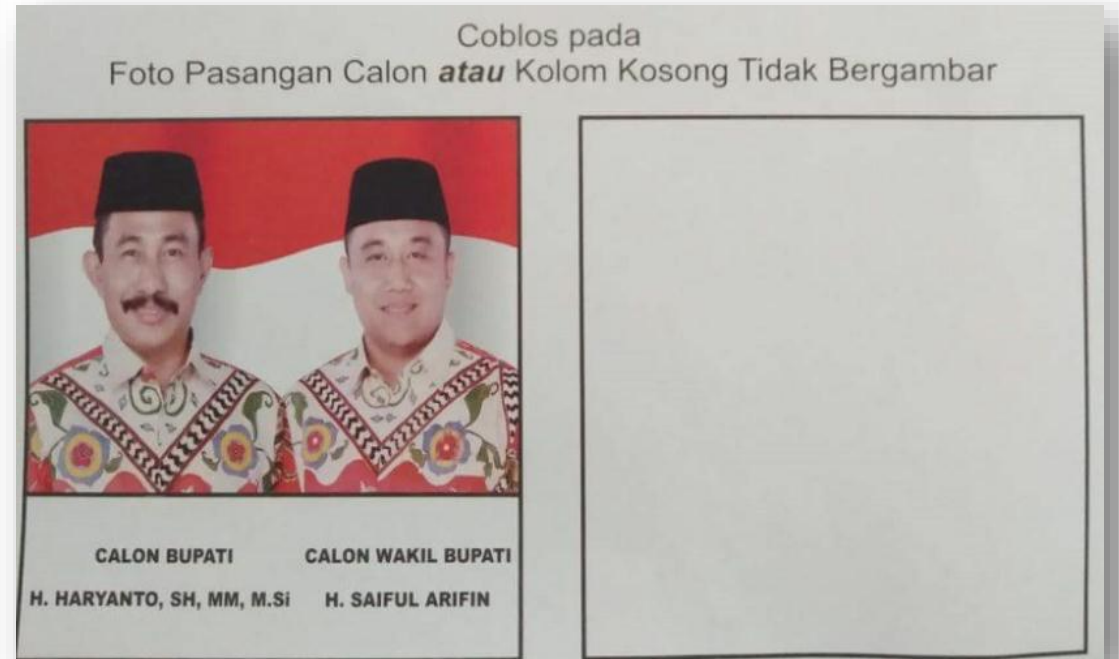 Coblos pada
Foto Pasangan Calon atau Kolom Kosong Tidak Bergambar
CALON BUPATI CALON WAKIL BUPATI
H. HARYANTO, SH, MM, M.Si H. SAIFUL ARIFIN